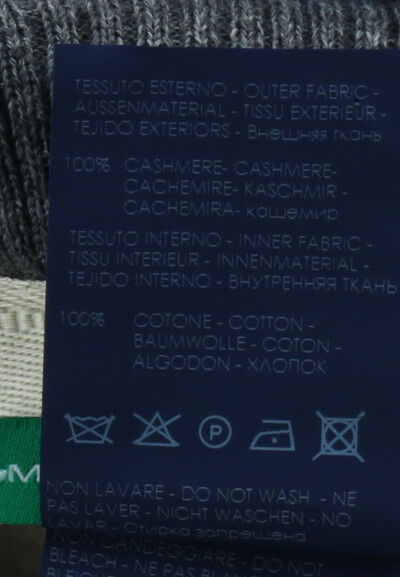 TESSUTO ESTERNO - OUTER FABRIC -
AUSSENMATERIAL - TISSU EXTERIEUR -
TEJIDO EXTERIORS - Внешняя ткань
100% CASHMERE- CASHMERE-
CACHEMIRE- KASCHMIR -
CACHEMIRA- кашемир
TESSUTO INTERNO - INNER FABRIC -
TISSU INTERIEUR - INNENMATERIAL -
TEJIDO INTERNO - ВНУТРЕННЯЯ ТКАНЬ
100% COTONE - COTTON -
BAUMWOLLE - COTON -
ALGODON - ХЛОПОК
P
M
NON LAVARE - DO NOT WASH - NE
PAS LAVER - NICHT WASCHEN - NO
LAVAR - Стирка запрещена
NON CANDEGGIARE - DO NOT
BLEACH - NE PAS